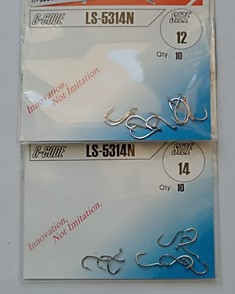 G-CODE LS-5314N SIZE
12
Qty. 10
Innovation,
Not Imitation.
G-CODE LS-5314N SIZE
14
Qty. 10
Innovation,
Not Imitation.